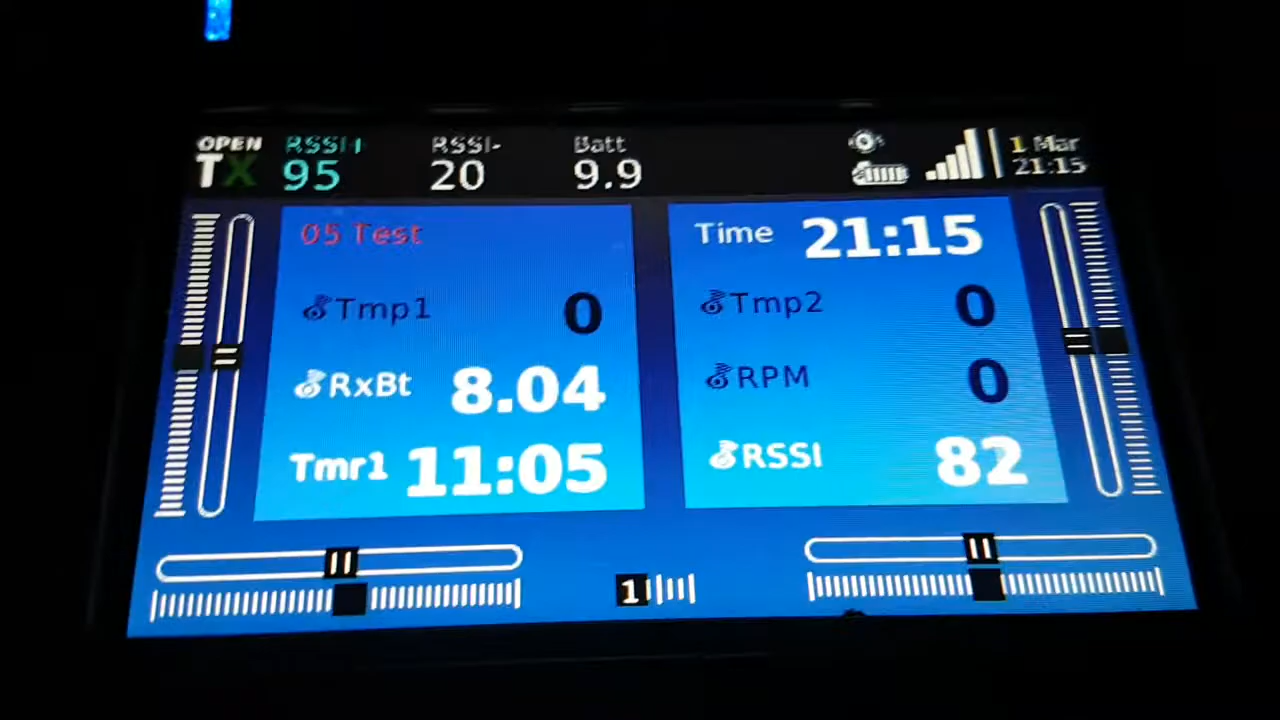 OPEN TX
RSSI+ RSSI- Batt 1 Mar
95 20 9.9 21:15
05 Test
Tmp1 0
RxBt 8.04
Tmr1 11:05
Time 21:15
Tmp2 0
RPM 0
RSSI 82
1